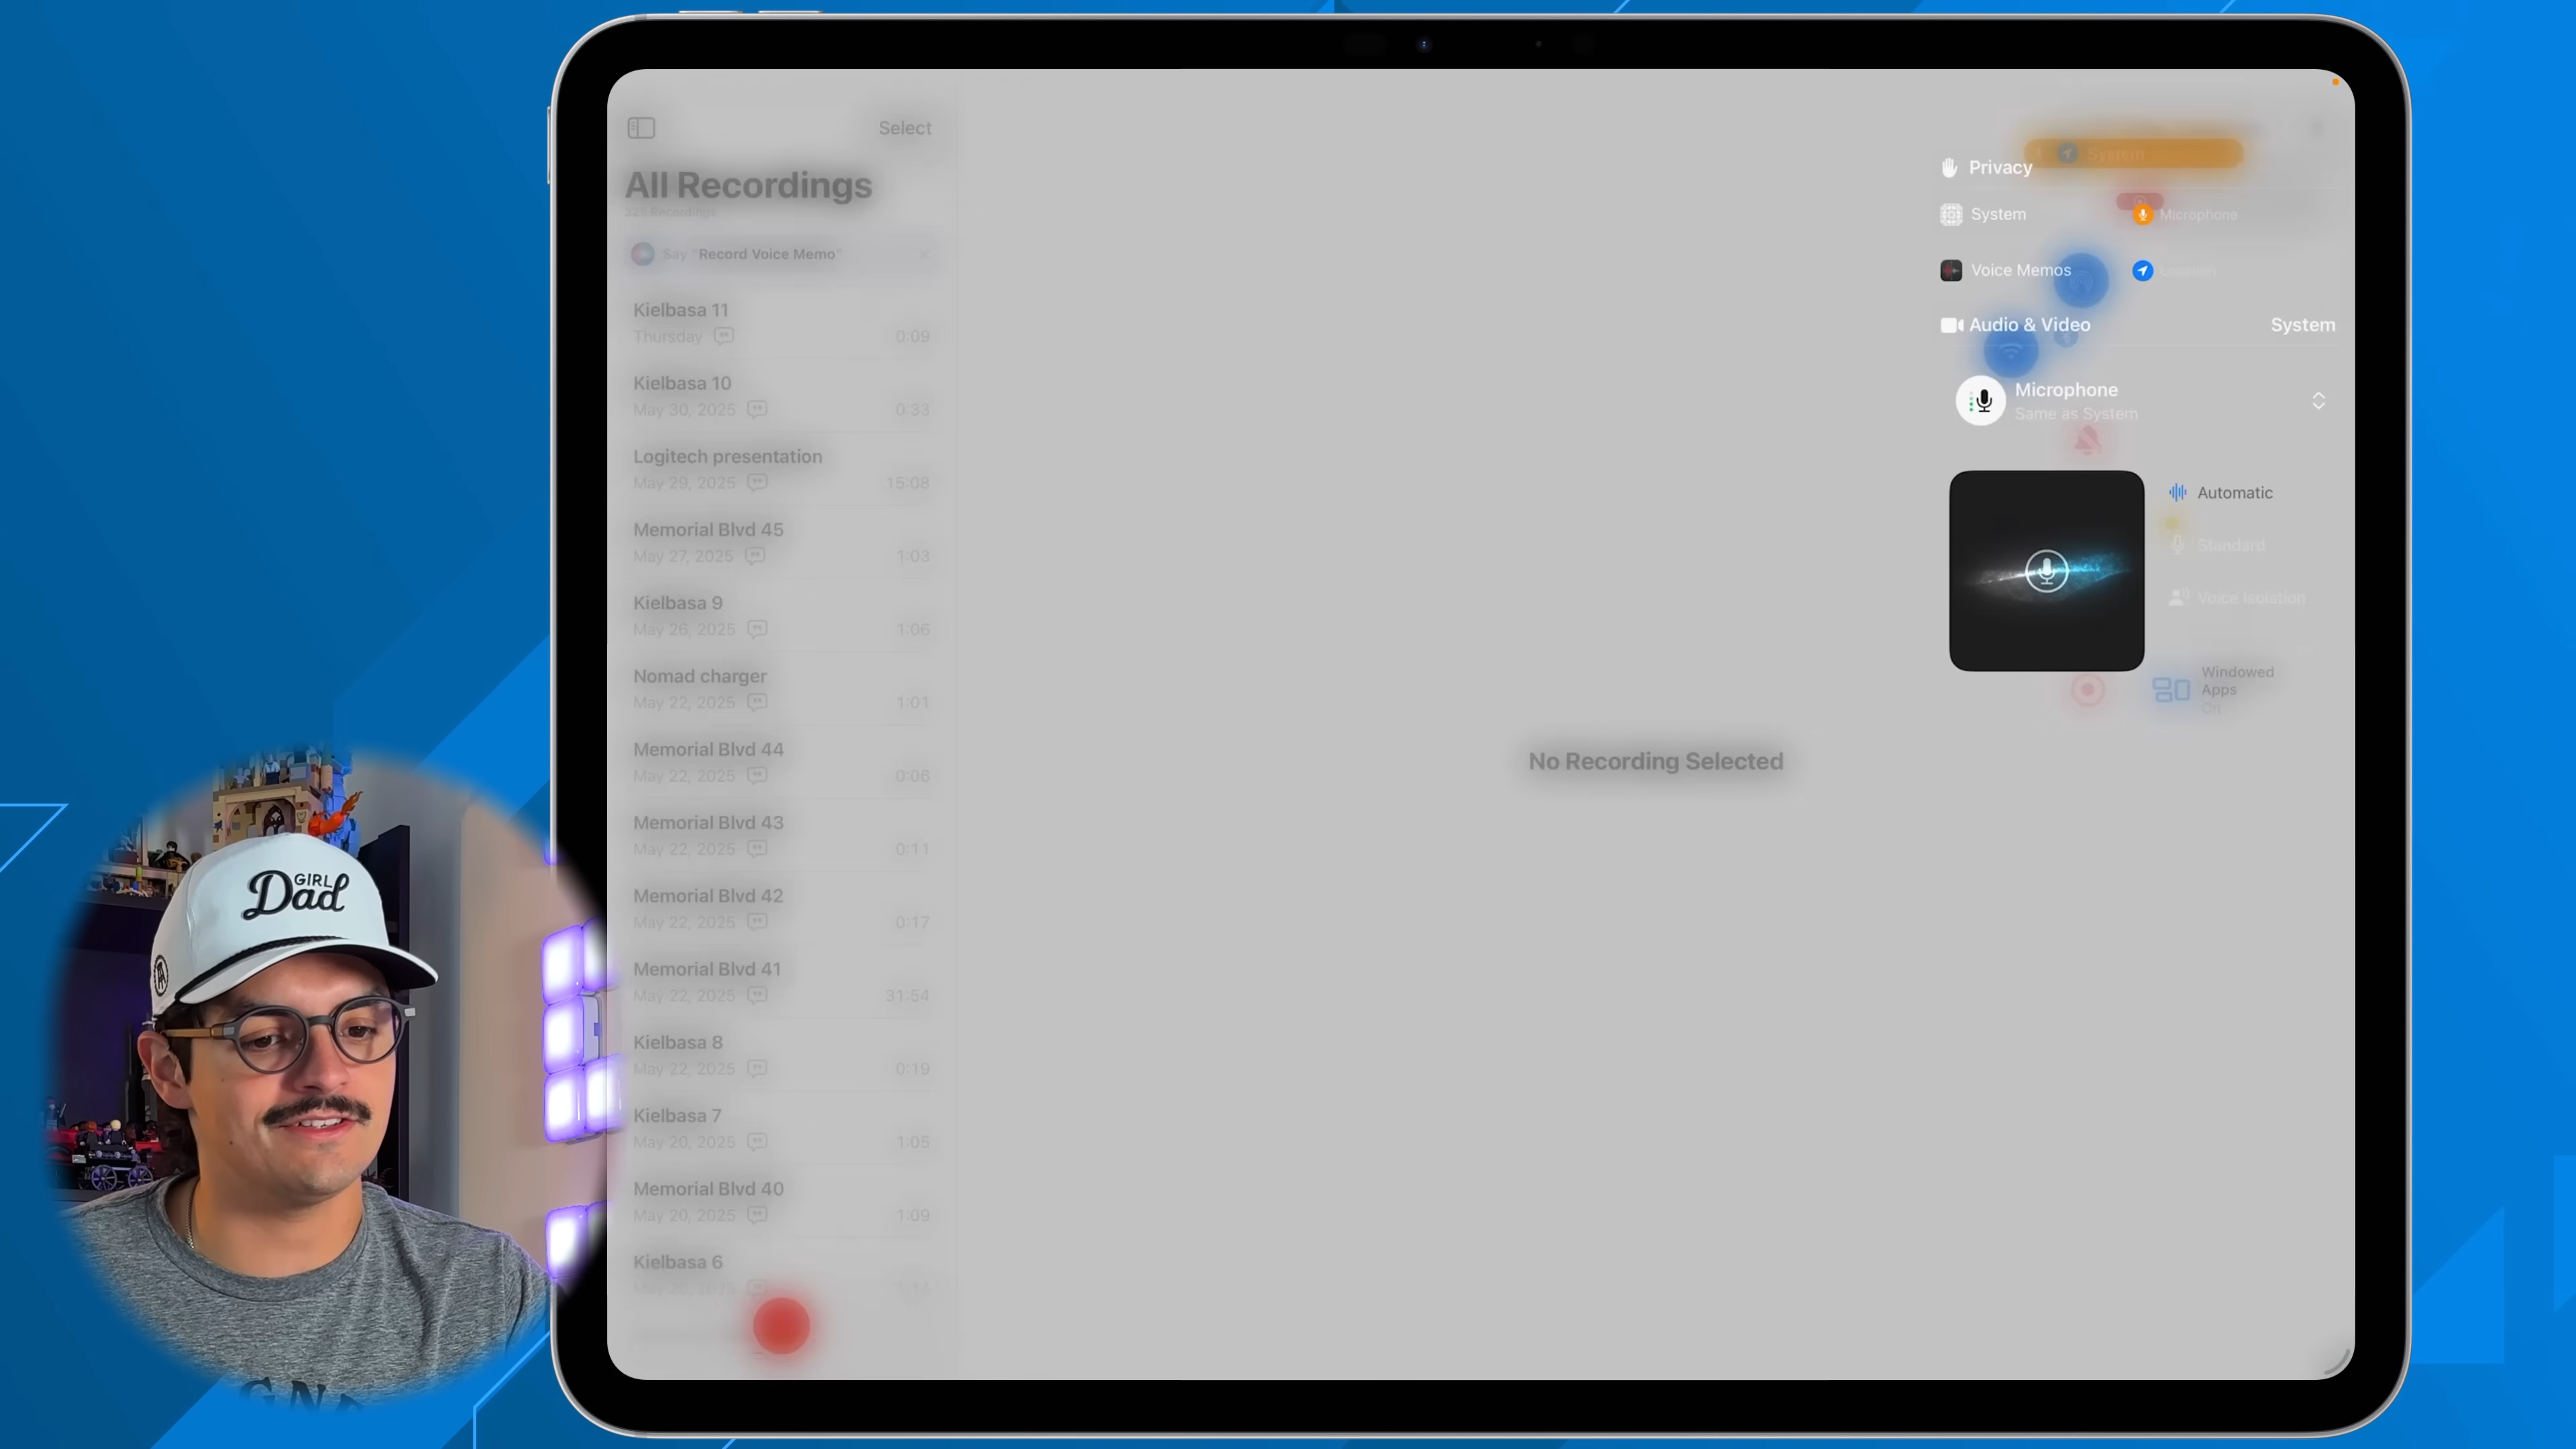 Select
All Recordings
225 Recordings
Say "Record Voice Memo"
Kielbasa 11
Thursday
0:09
Kielbasa 10
May 30, 2025
0:33
Logitech presentation
May 29, 2025
15:08
Memorial Blvd 45
May 27, 2025
1:03
Kielbasa 9
May 26, 2025
1:06
Nomad charger
May 22, 2025
1:01
Memorial Blvd 44
May 22, 2025
0:06
Memorial Blvd 43
May 22, 2025
0:11
Memorial Blvd 42
May 22, 2025
0:17
Memorial Blvd 41
May 22, 2025
31:54
Kielbasa 8
May 22, 2025
0:19
Kielbasa 7
May 20, 2025
1:05
Memorial Blvd 40
May 20, 2025
1:09
Kielbasa 6
No Recording Selected
System
Privacy
System
Microphone
Voice Memos
Location
Audio & Video
System
Microphone
Same as System
Automatic
Standard
Voice Isolation
Windowed
Apps
On
GIRL
Dad